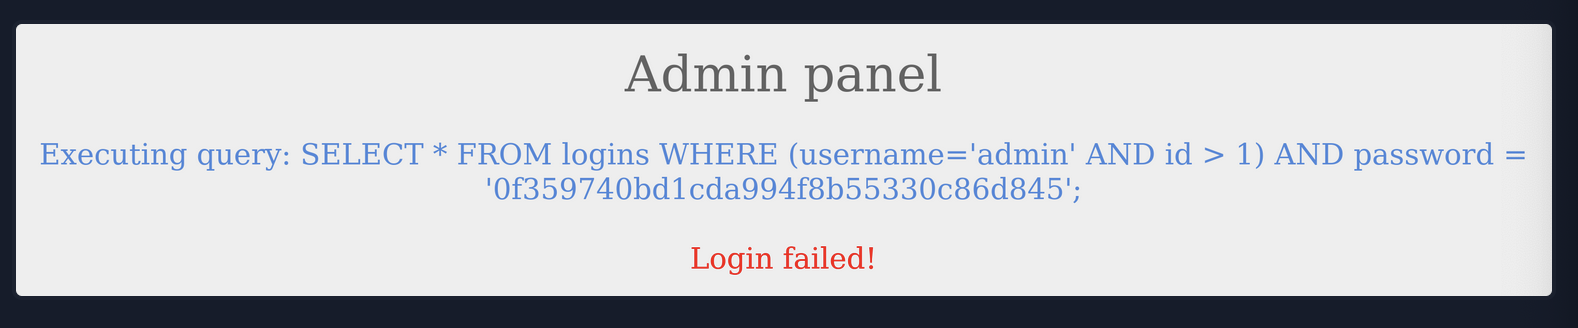 Admin panel
Executing query: SELECT * FROM logins WHERE (username='admin' AND id > 1) AND password =
'0f359740bd1cda994f8b55330c86d845';
Login failed!